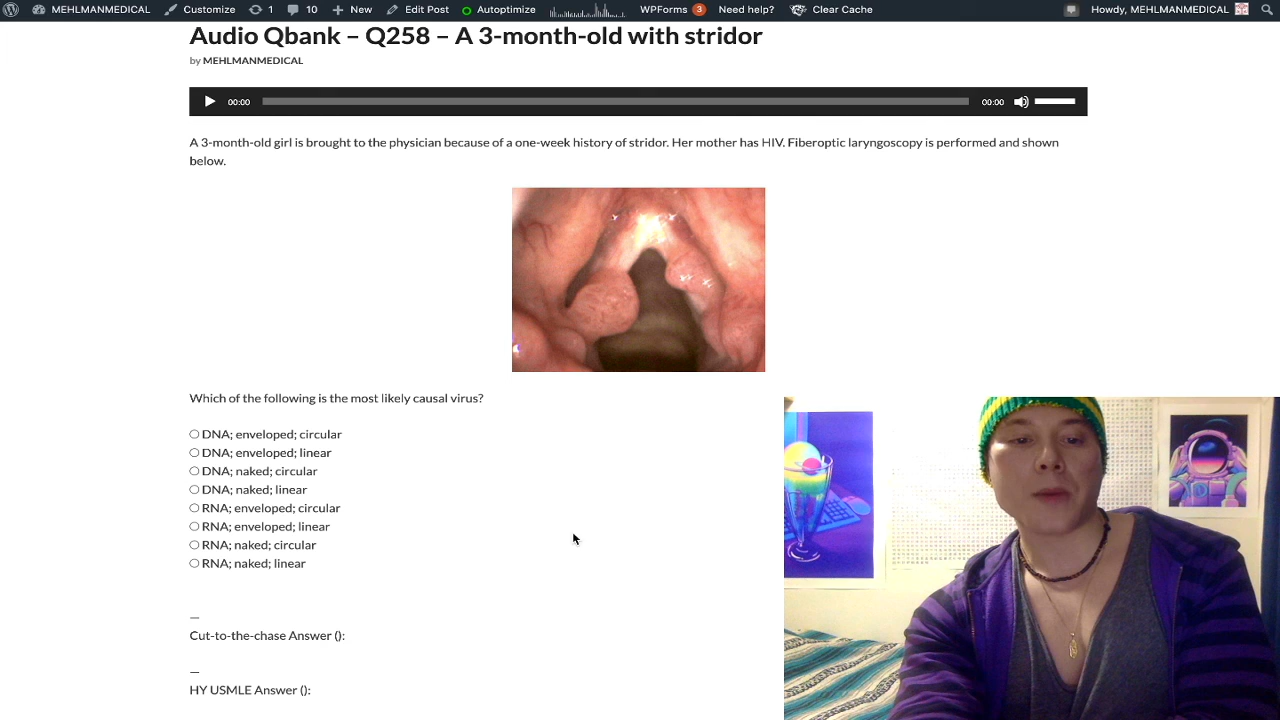 MEHLMANMEDICAL Customize 1 10 New Edit Post Autoptimize WPForms 3 Need help? Clear Cache Howdy, MEHLMANMEDICAL
Audio Qbank – Q258 – A 3-month-old with stridor
by MEHLMANMEDICAL
00:00 00:00
A 3-month-old girl is brought to the physician because of a one-week history of stridor. Her mother has HIV. Fiberoptic laryngoscopy is performed and shown
below.
Which of the following is the most likely causal virus?
DNA; enveloped; circular
DNA; enveloped; linear
DNA; naked; circular
DNA; naked; linear
RNA; enveloped; circular
RNA; enveloped; linear
RNA; naked; circular
RNA; naked; linear
—
Cut-to-the-chase Answer ():
—
HY USMLE Answer ():